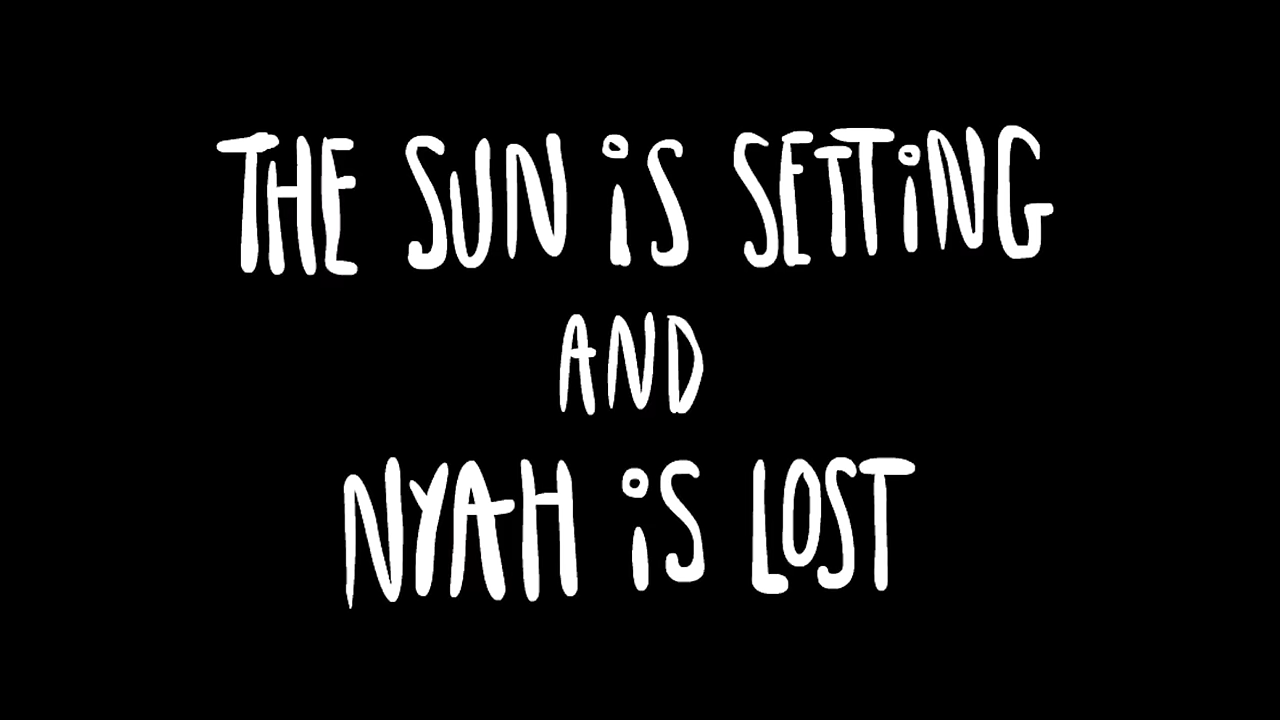 THE SUN iS SETTiNG
AND
NYAH iS LOST